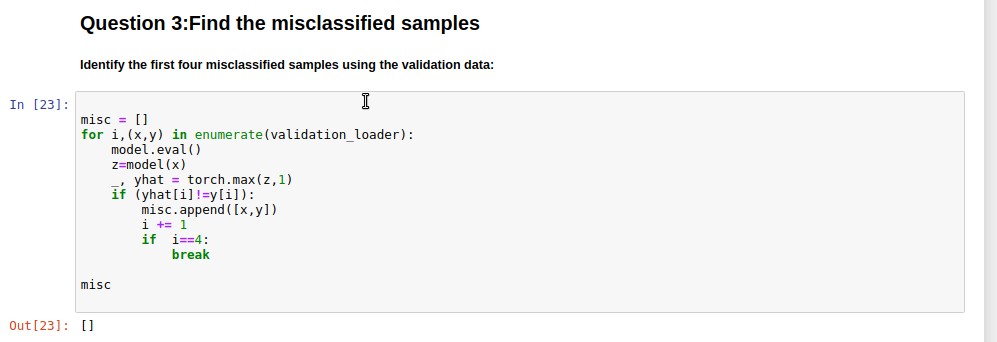 Question 3:Find the misclassified samples
Identify the first four misclassified samples using the validation data:
In [23]:
misc = []
for i,(x,y) in enumerate(validation_loader):
    model.eval()
    z=model(x)
    _, yhat = torch.max(z,1)
    if (yhat[i]!=y[i]):
        misc.append([x,y])
        i += 1
        if  i==4:
            break
misc
Out[23]: []